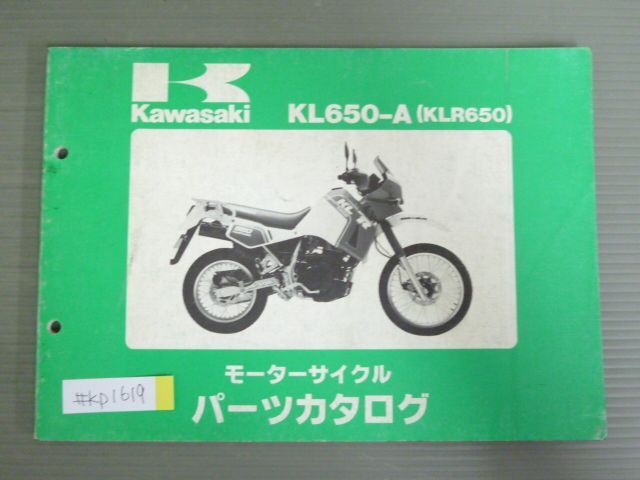 Kawasaki
KL650-A (KLR650)
KLR
モーターサイクル
パーツカタログ
#KP1619